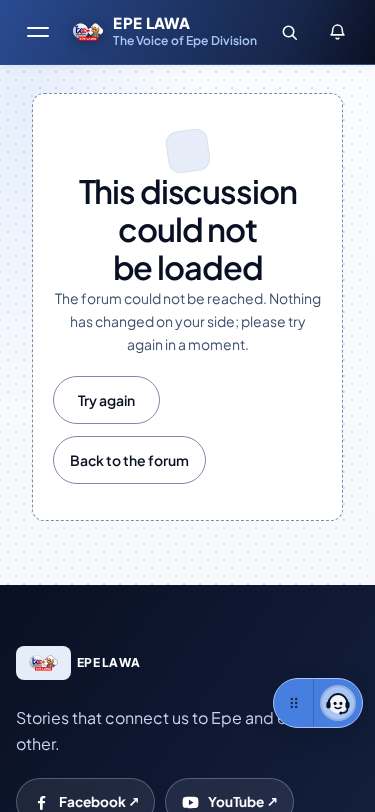 EPE LAWA
The Voice of Epe Division
This discussion
could not
be loaded
The forum could not be reached. Nothing
has changed on your side; please try
again in a moment.
Try again
Back to the forum
EPE LAWA
Stories that connect us to Epe and
other.
Facebook ↗
YouTube ↗